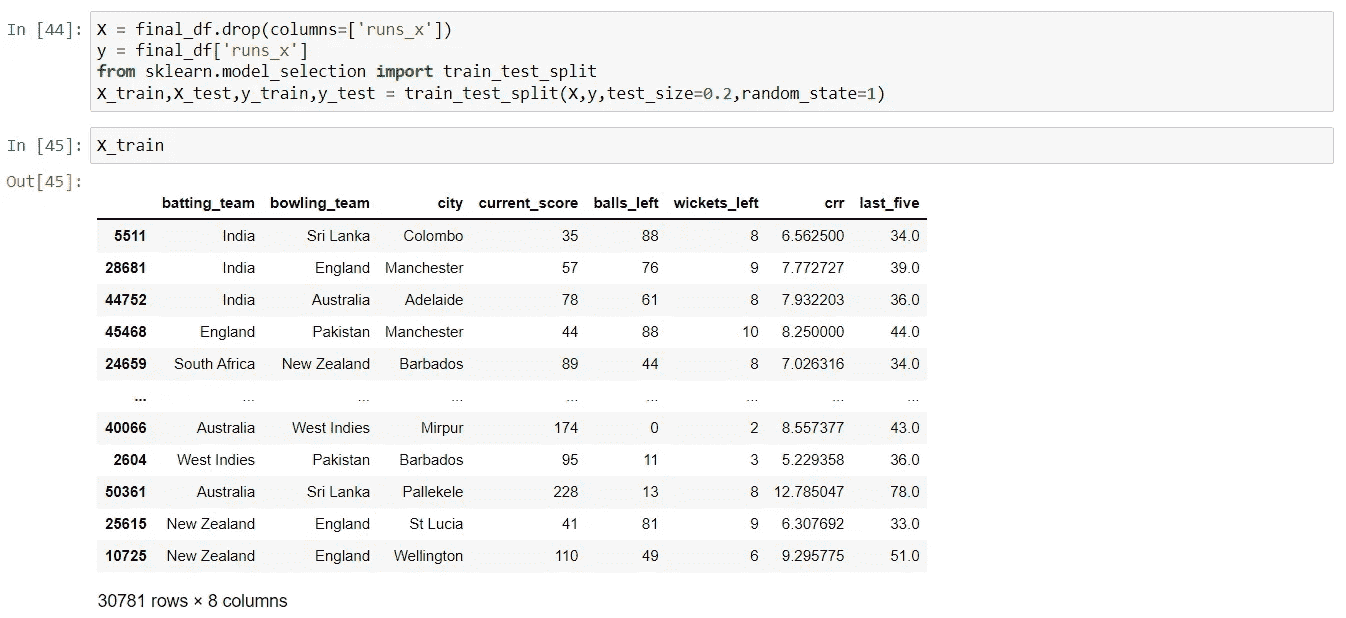 In [44]: X = final_df.drop(columns=['runs_x'])
y = final_df['runs_x']
from sklearn.model_selection import train_test_split
X_train,X_test,y_train,y_test = train_test_split(X,y,test_size=0.2,random_state=1)
In [45]: X_train
Out[45]:
batting_team bowling_team city current_score balls_left wickets_left crr last_five
5511 India Sri Lanka Colombo 35 88 8 6.562500 34.0
28681 India England Manchester 57 76 9 7.772727 39.0
44752 India Australia Adelaide 78 61 8 7.932203 36.0
45468 England Pakistan Manchester 44 88 10 8.250000 44.0
24659 South Africa New Zealand Barbados 89 44 8 7.026316 34.0
... ... ... ... ... ... ... ... ...
40066 Australia West Indies Mirpur 174 0 2 8.557377 43.0
2604 West Indies Pakistan Barbados 95 11 3 5.229358 36.0
50361 Australia Sri Lanka Pallekele 228 13 8 12.785047 78.0
25615 New Zealand England St Lucia 41 81 9 6.307692 33.0
10725 New Zealand England Wellington 110 49 6 9.295775 51.0
30781 rows × 8 columns